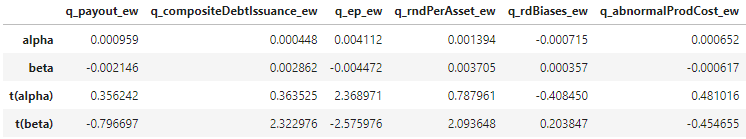 q_payout_ew q_compositeDebtIssuance_ew q_ep_ew q_rndPerAsset_ew q_rdBiases_ew q_abnormalProdCost_ew
alpha 0.000959 0.000448 0.004112 0.001394 -0.000715 0.000652
beta -0.002146 0.002862 -0.004472 0.003705 0.000357 -0.000617
t(alpha) 0.356242 0.363525 2.368971 0.787961 -0.408450 0.481016
t(beta) -0.796697 2.322976 -2.575976 2.093648 0.203847 -0.454655